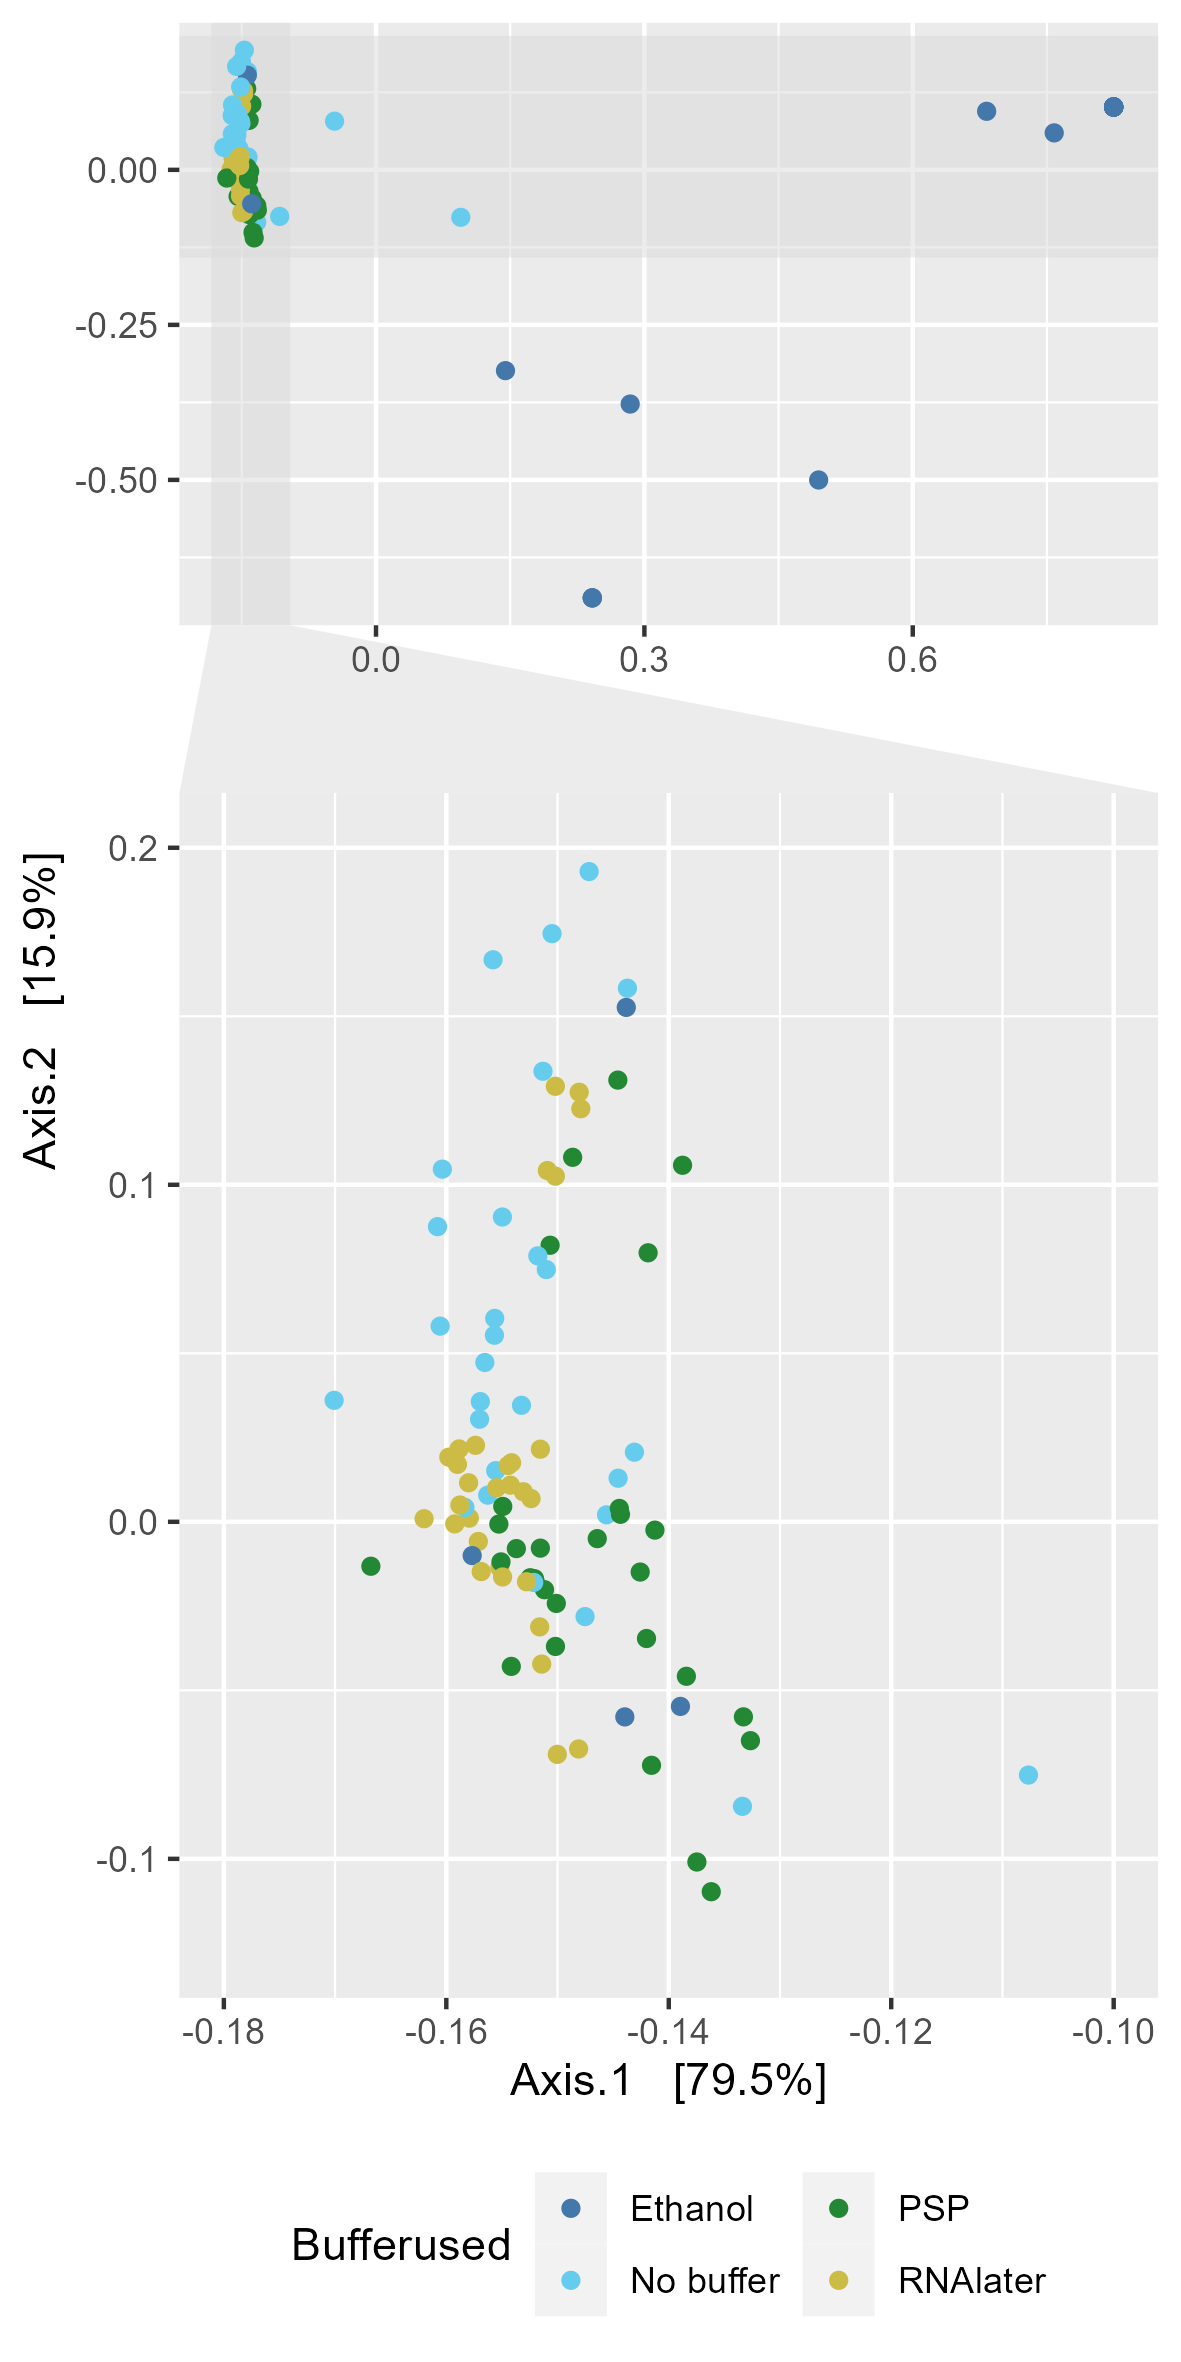 0.00
-0.25
-0.50
0.0 0.3 0.6
Axis.2 [15.9%]
0.2
0.1
0.0
-0.1
-0.18 -0.16 -0.14 -0.12 -0.10
Axis.1 [79.5%]
Bufferused
Ethanol PSP
No buffer RNAlater